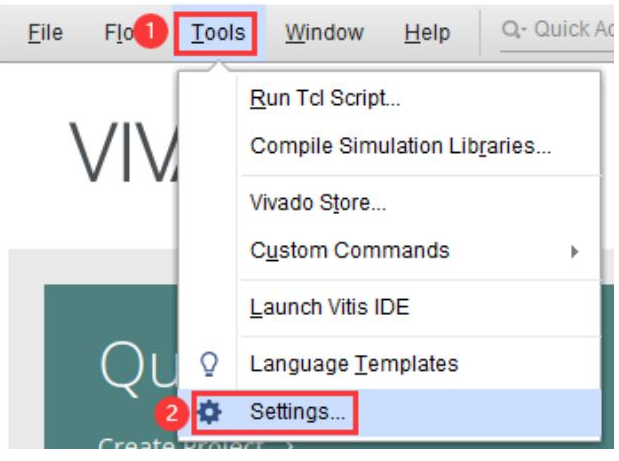 File Flo 1 Tools Window Help Q- Quick Ac
Run Tcl Script...
Compile Simulation Libraries...
VIV
Vivado Store...
Custom Commands
Launch Vitis IDE
Qu
Language Templates
2 Settings...
Create Project >